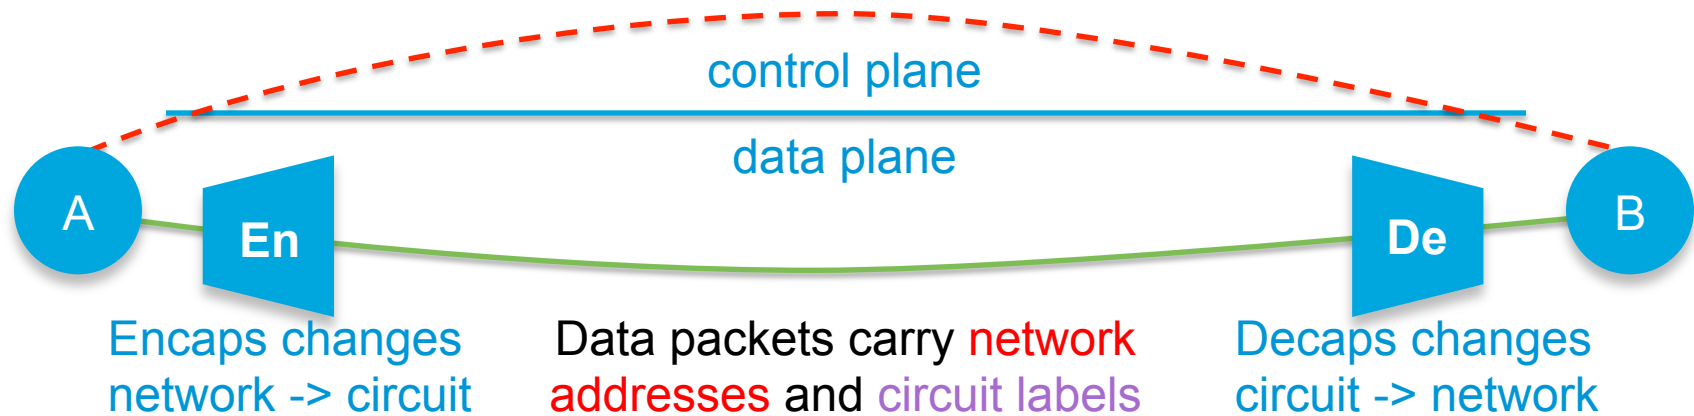 control plane
data plane
A
En
De
B
Encaps changes
network -> circuit
Data packets carry network
addresses and circuit labels
Decaps changes
circuit -> network